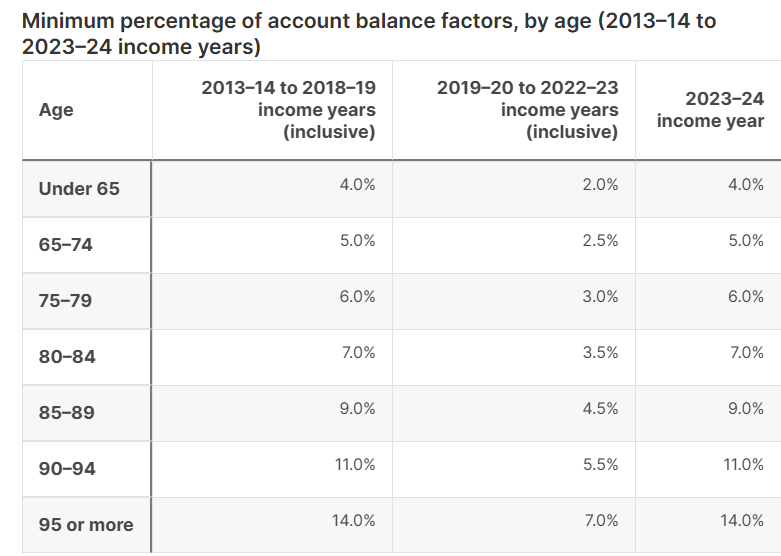 Minimum percentage of account balance factors, by age (2013–14 to
2023–24 income years)
Age
2013–14 to 2018–19
income years
(inclusive)
2019–20 to 2022–23
income years
(inclusive)
2023–24
income year
Under 65 4.0% 2.0% 4.0%
65–74 5.0% 2.5% 5.0%
75–79 6.0% 3.0% 6.0%
80–84 7.0% 3.5% 7.0%
85–89 9.0% 4.5% 9.0%
90–94 11.0% 5.5% 11.0%
95 or more 14.0% 7.0% 14.0%